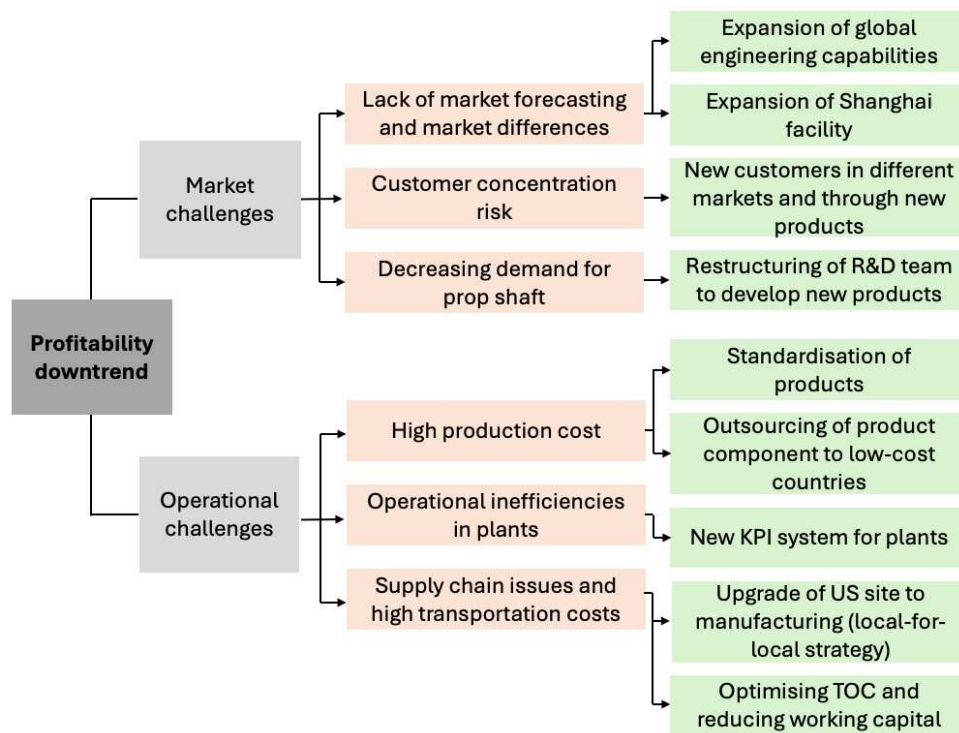 Profitability
downtrend
Market
challenges
Lack of market forecasting
and market differences
Expansion of global
engineering capabilities
Expansion of Shanghai
facility
Customer concentration
risk
New customers in different
markets and through new
products
Decreasing demand for
prop shaft
Restructuring of R&D team
to develop new products
Operational
challenges
High production cost
Standardisation of
products
Outsourcing of product
component to low-cost
countries
Operational inefficiencies
in plants
New KPI system for plants
Supply chain issues and
high transportation costs
Upgrade of US site to
manufacturing (local-for-
local strategy)
Optimising TOC and
reducing working capital